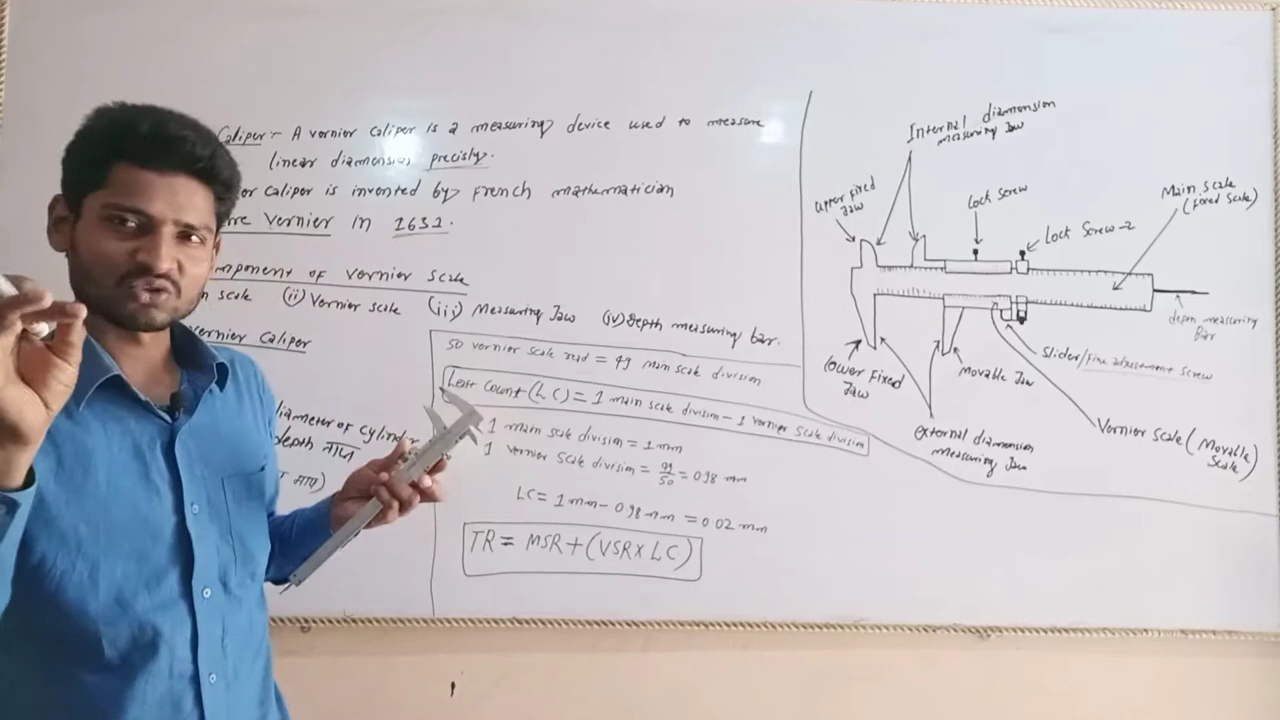 Caliper:- A vernier caliper is a measuring device used to measure
linear diamension precisly.
or caliper is invented by French mathematician
re Vernier in 1631.
mponent of vernier scale
n scale (ii) Vernier scale (iii) Measuring Jaw (iv) Depth measuring bar.
vernier caliper
diameter of cylinder
depth नाप
नाप)
50 vernier scale read = 49 main scale division
Least Count (LC) = 1 main scale division - 1 vernier scale division
1 main scale division = 1 mm
1 vernier scale division = 49/50 = 0.98 mm
LC = 1 mm - 0.98 mm = 0.02 mm
TR = MSR + (VSR X LC)
Internal diamension
measuring Jaw
upper fixed
Jaw
Lock screw
Lock screw-2
Main scale
(Fixed Scale)
depth measuring
Bar
Slider/Fine adjustment screw
Movable Jaw
Lower Fixed
Jaw
external diamension
measuring Jaw
Vernier scale (Movable
scale)